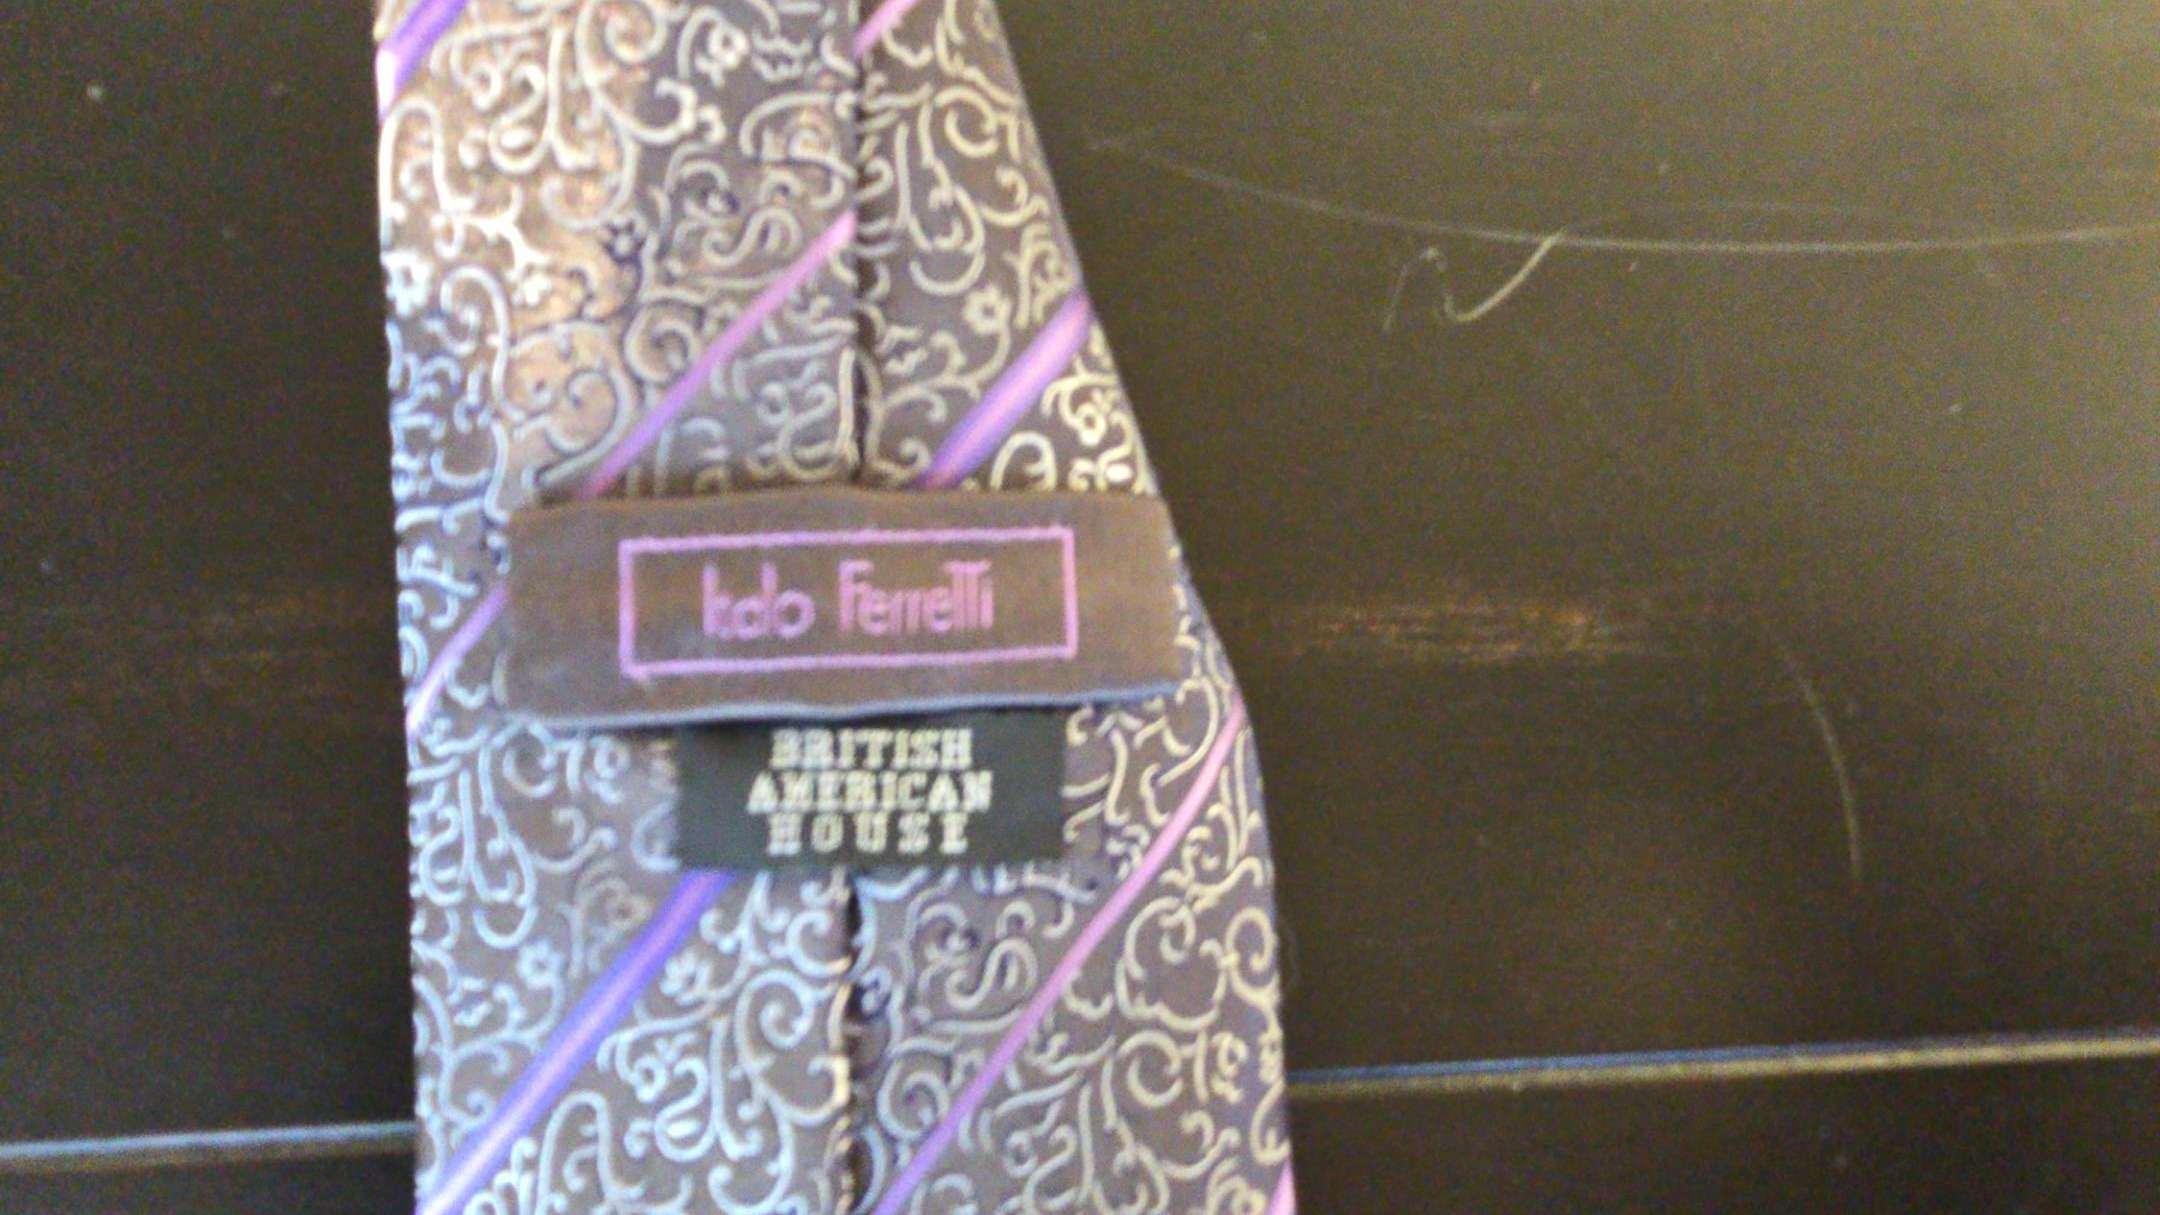 Italo Ferretti
BRITISH
AMERICAN
HOUSE